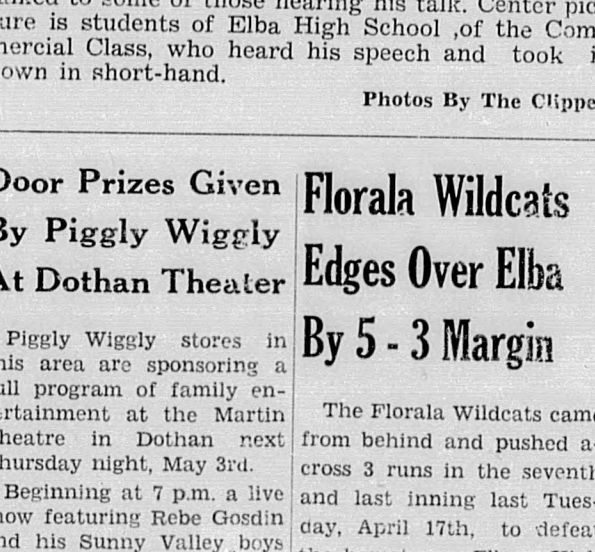 ure is students of Elba High School ,of the Com
mercial Class, who heard his speech and took i
own in short-hand.
Photos By The Clippe
Door Prizes Given
By Piggly Wiggly
At Dothan Theater
Piggly Wiggly stores in
his area are sponsoring a
ull program of family en-
rtainment at the Martin
heatre in Dothan next
hursday night, May 3rd.
Beginning at 7 p.m. a live
how featuring Rebe Gosdin
nd his Sunny Valley boys
Florala Wildcats
Edges Over Elba
By 5 - 3 Margin
The Florala Wildcats came
from behind and pushed a-
cross 3 runs in the seventh
and last inning last Tues-
day, April 17th, to defeat